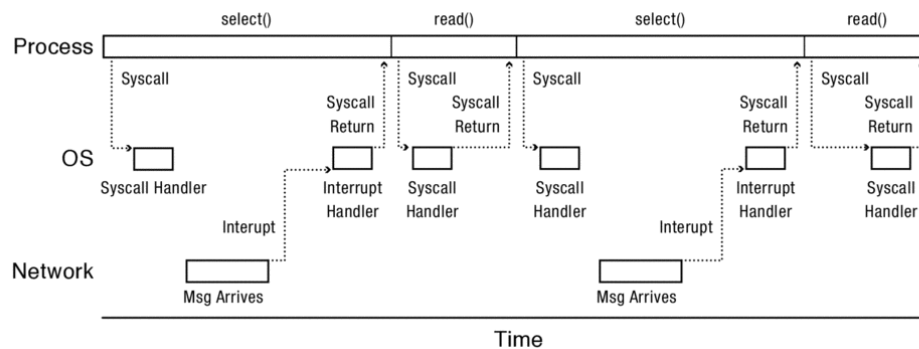 select()
read()
select()
read()
Process
Syscall
Syscall
Syscall
Syscall
Syscall
Return
Syscall
Return
Syscall
Return
Syscall
Return
OS
Syscall Handler
Interrupt
Handler
Syscall
Handler
Syscall
Handler
Interrupt
Handler
Syscall
Handler
Interupt
Interupt
Network
Msg Arrives
Msg Arrives
Time